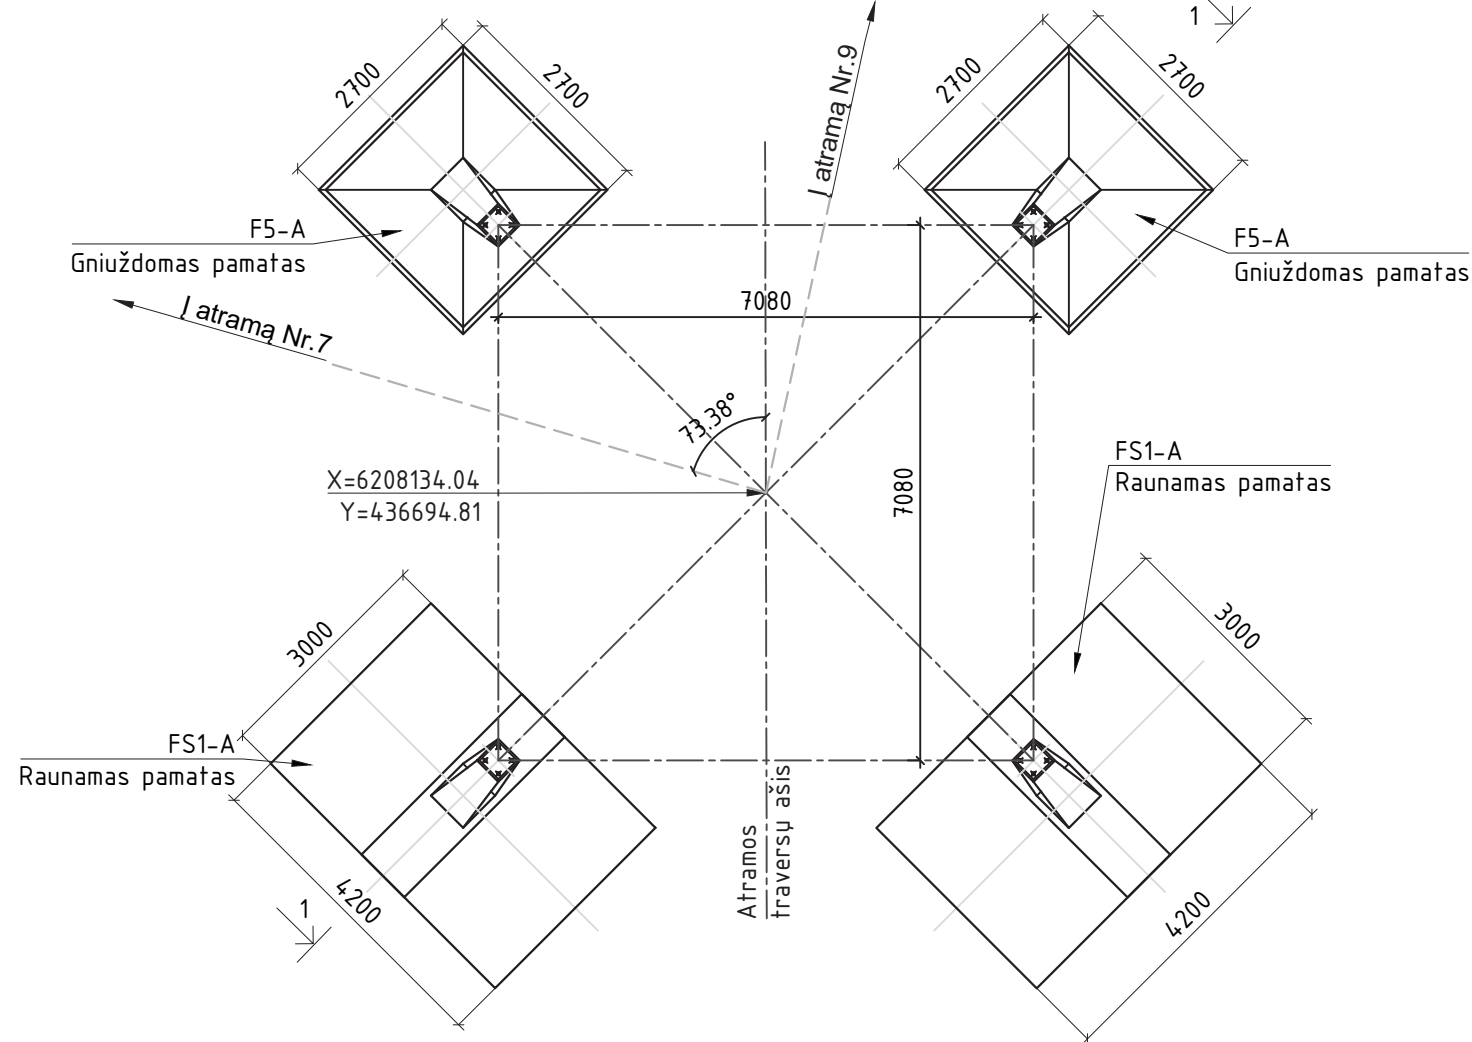 1
2700
2700
2700
2700
Į atramą Nr.9
F5-A
Gniuždomas pamatas
F5-A
Gniuždomas pamatas
7080
Į atramą Nr.7
73.38°
X=6208134.04
Y=436694.81
7080
FS1-A
Raunamas pamatas
3000
3000
FS1-A
Raunamas pamatas
4200
4200
Atramos
traversų ašis
1